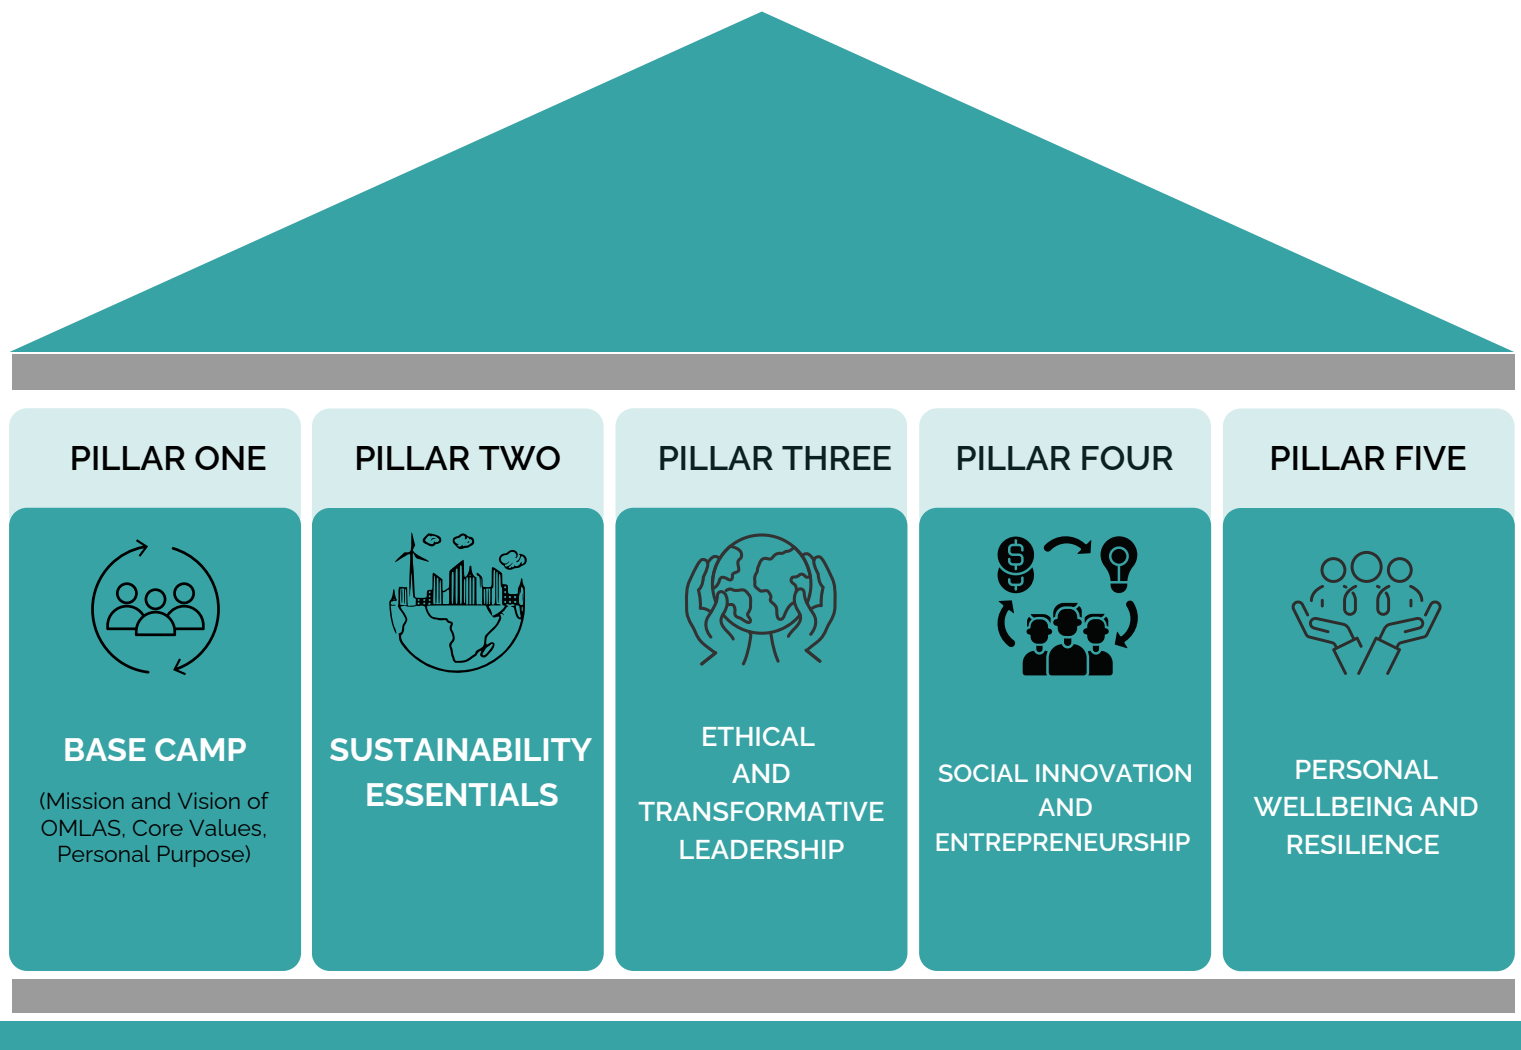 PILLAR ONE
BASE CAMP
(Mission and Vision of
OMLAS, Core Values,
Personal Purpose)
PILLAR TWO
SUSTAINABILITY
ESSENTIALS
PILLAR THREE
ETHICAL
AND
TRANSFORMATIVE
LEADERSHIP
PILLAR FOUR
$
$
SOCIAL INNOVATION
AND
ENTREPRENEURSHIP
PILLAR FIVE
PERSONAL
WELLBEING AND
RESILIENCE